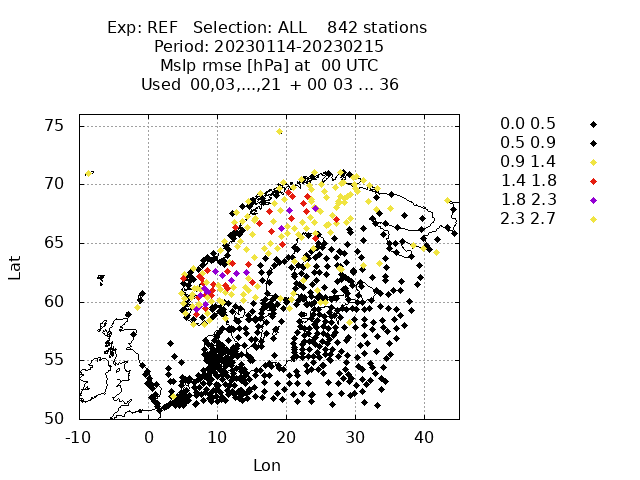 Exp: REF   Selection: ALL    842 stations
Period: 20230114-20230215
Mslp rmse [hPa] at  00 UTC
Used  00,03,...,21  + 00 03 ... 36
75
70
65
60
55
50
-10 0 10 20 30 40
Lat
Lon
0.0 0.5
0.5 0.9
0.9 1.4
1.4 1.8
1.8 2.3
2.3 2.7